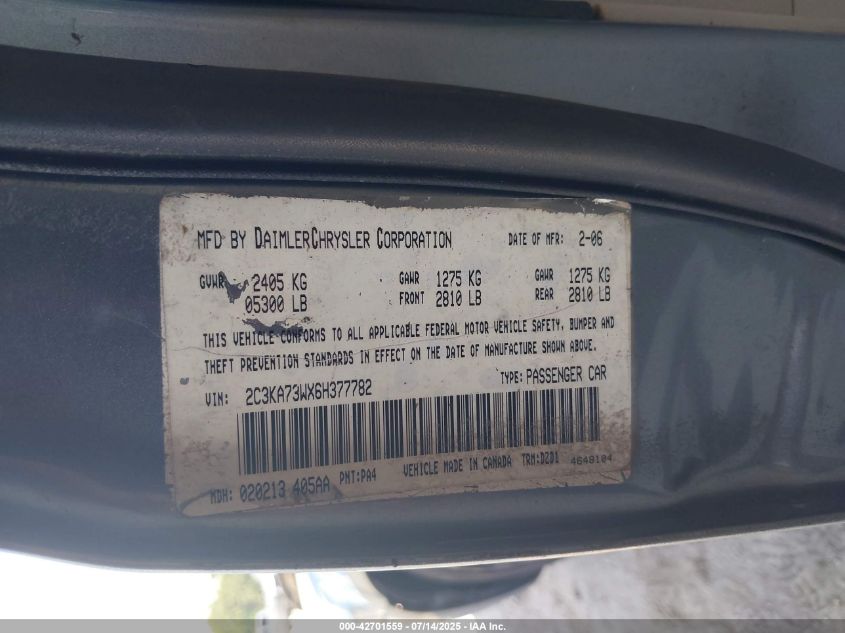 MFD BY DAIMLERCHRYSLER CORPORATION DATE OF MFR: 2-06
GVWR 2405 KG GAWR 1275 KG GAWR 1275 KG
05300 LB FRONT 2810 LB REAR 2810 LB
THIS VEHICLE CONFORMS TO ALL APPLICABLE FEDERAL MOTOR VEHICLE SAFETY, BUMPER AND
THEFT PREVENTION STANDARDS IN EFFECT ON THE DATE OF MANUFACTURE SHOWN ABOVE.
VIN: 2C3KA73WX6H377782 TYPE: PASSENGER CAR
MDH: 020213 405AA PNT:PA4 VEHICLE MADE IN CANADA TRM:DZD1 4648104
000-42701559 - 07/14/2025 - IAA Inc.